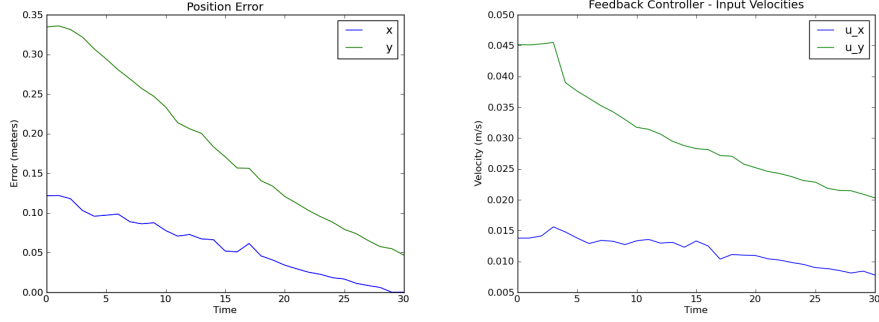 Position Error
0.35
0.30
0.25
0.20
0.15
0.10
0.05
0.00
Error (meters)
0 5 10 15 20 25 30
Time
x
y
Feedback Controller - Input Velocities
0.050
0.045
0.040
0.035
0.030
0.025
0.020
0.015
0.010
0.005
Velocity (m/s)
0 5 10 15 20 25 30
Time
u_x
u_y